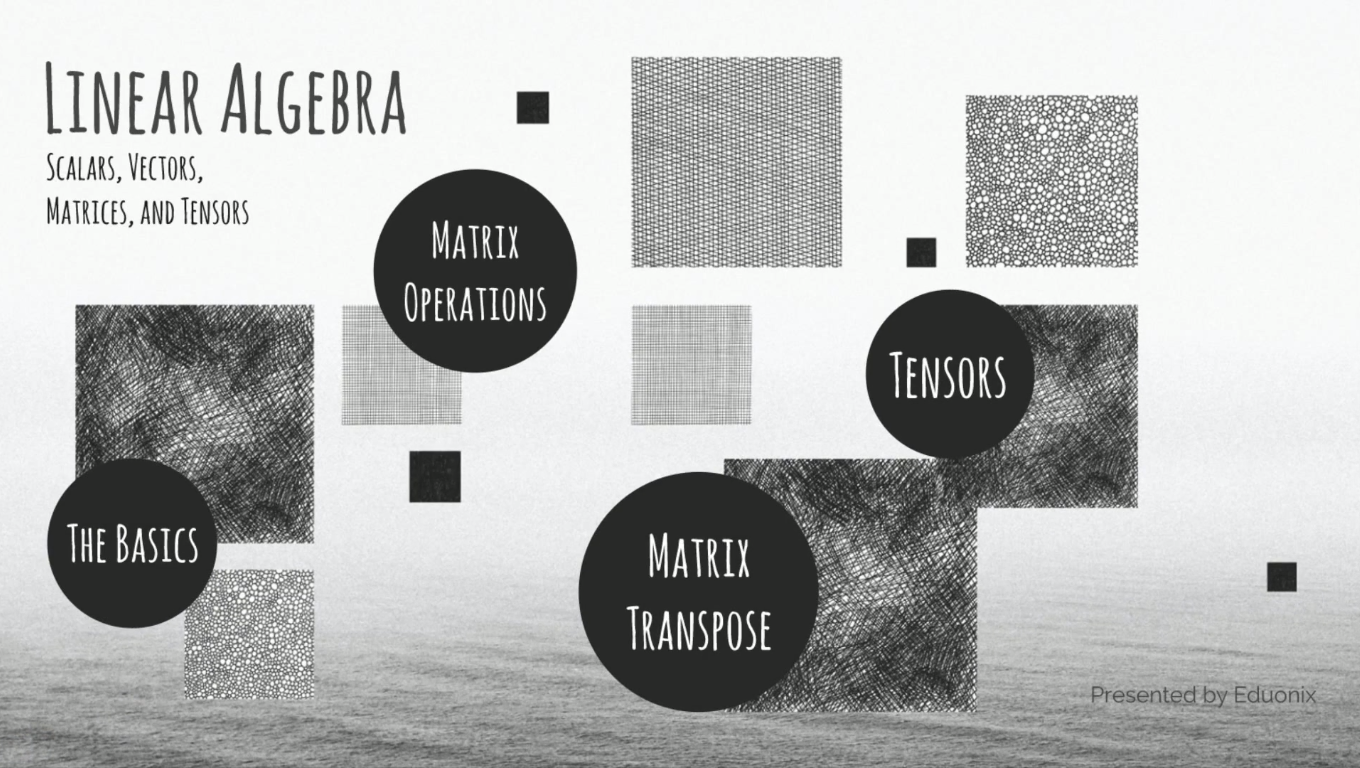 Linear Algebra
Scalars, Vectors,
Matrices, and Tensors
Matrix
Operations
Tensors
The Basics
Matrix
Transpose
Presented by Eduonix